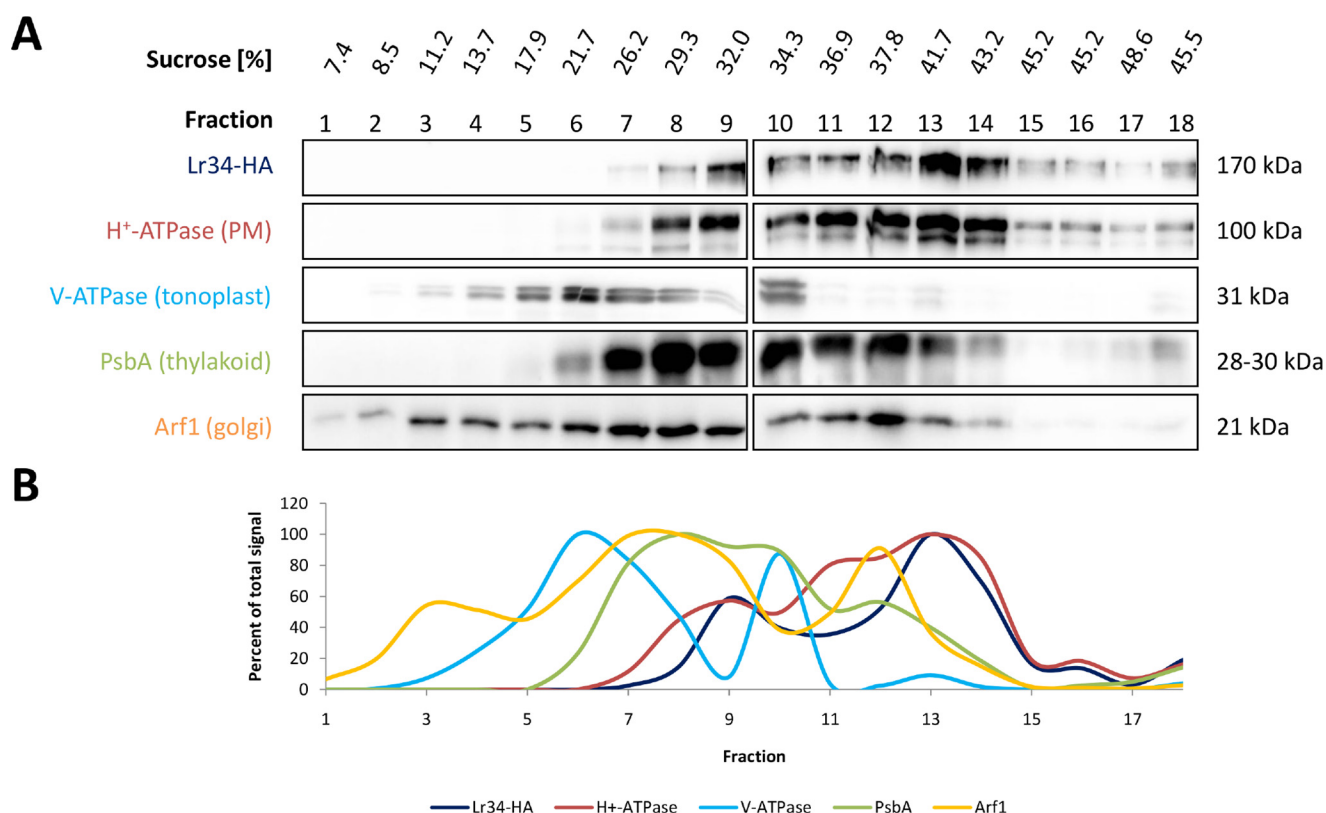 A
Sucrose [%] 7.4 8.5 11.2 13.7 17.9 21.7 26.2 29.3 32.0 34.3 36.9 37.8 41.7 43.2 45.2 45.2 48.6 45.5
Fraction 1 2 3 4 5 6 7 8 9 10 11 12 13 14 15 16 17 18
Lr34-HA 170 kDa
H⁺-ATPase (PM) 100 kDa
V-ATPase (tonoplast) 31 kDa
PsbA (thylakoid) 28-30 kDa
Arf1 (golgi) 21 kDa
B
Percent of total signal
120
100
80
60
40
20
0
1 3 5 7 9 11 13 15 17
Fraction
Lr34-HA H+-ATPase V-ATPase PsbA Arf1